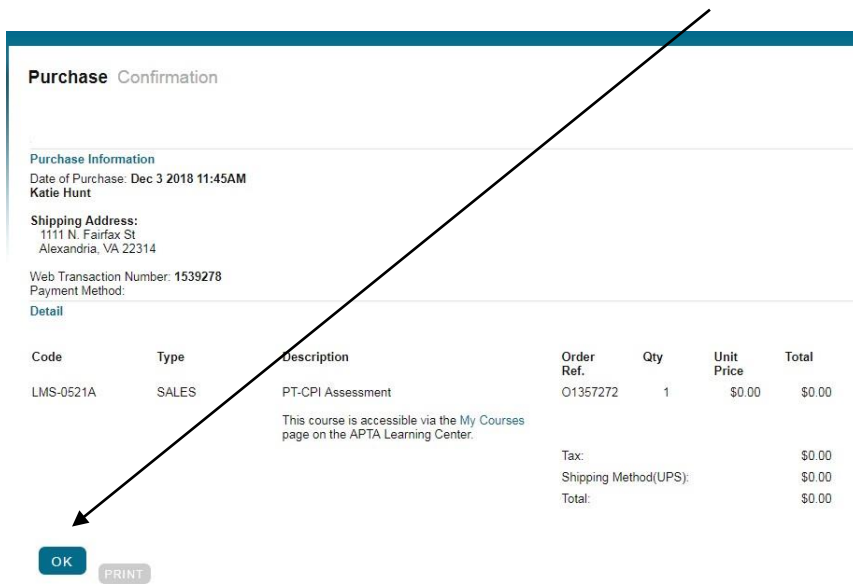 Purchase Confirmation
Purchase Information
Date of Purchase: Dec 3 2018 11:45AM
Katie Hunt
Shipping Address:
1111 N. Fairfax St
Alexandria, VA 22314
Web Transaction Number: 1539278
Payment Method:
Detail
Code Type Description Order Ref. Qty Unit Price Total
LMS-0521A SALES PT-CPI Assessment O1357272 1 $0.00 $0.00
This course is accessible via the My Courses
page on the APTA Learning Center.
Tax: $0.00
Shipping Method(UPS): $0.00
Total: $0.00
OK PRINT